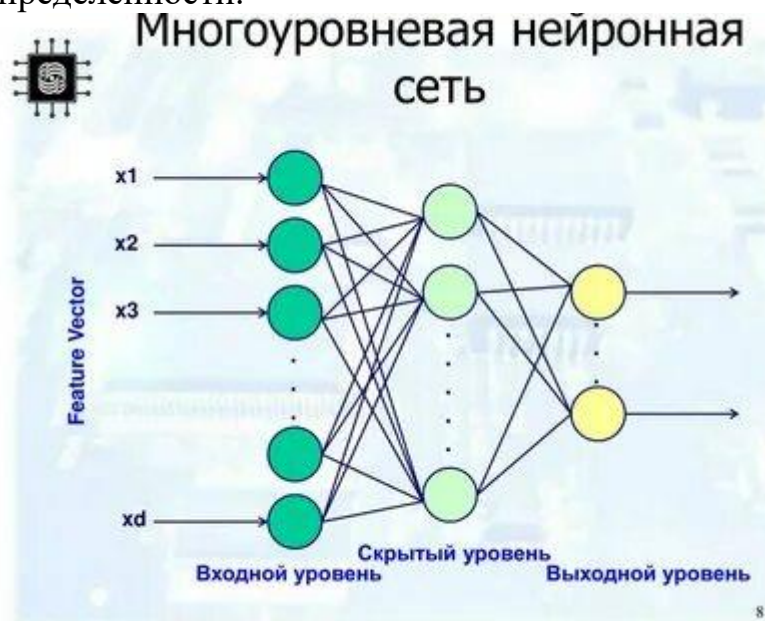 Многоуровневая нейронная
сеть
x1
x2
x3
Feature Vector
xd
Скрытый уровень
Входной уровень
Выходной уровень
8